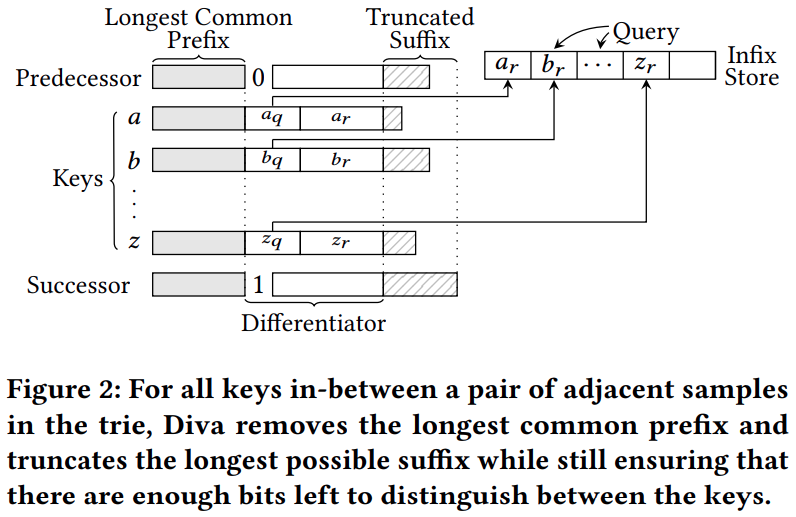 Longest Common Prefix
Truncated Suffix
Query
Predecessor 0
a_r b_r ··· z_r
Infix Store
a a_q a_r
b b_q b_r
Keys
z z_q z_r
Successor 1
Differentiator
Figure 2: For all keys in-between a pair of adjacent samples
in the trie, Diva removes the longest common prefix and
truncates the longest possible suffix while still ensuring that
there are enough bits left to distinguish between the keys.